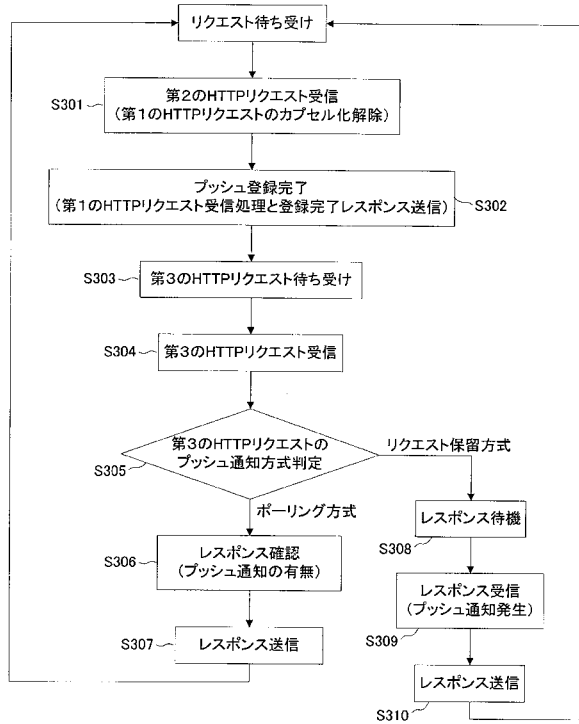 リクエスト待ち受け
S301
第2のHTTPリクエスト受信
(第1のHTTPリクエストのカプセル化解除)
プッシュ登録完了
(第1のHTTPリクエスト受信処理と登録完了レスポンス送信)
S302
S303
第3のHTTPリクエスト待ち受け
S304
第3のHTTPリクエスト受信
S305
第3のHTTPリクエストの
プッシュ通知方式判定
リクエスト保留方式
ポーリング方式
S306
レスポンス確認
(プッシュ通知の有無)
S307
レスポンス送信
レスポンス待機
S308
レスポンス受信
(プッシュ通知発生)
S309
レスポンス送信
S310